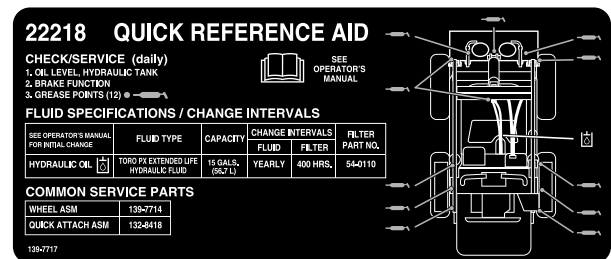 22218 QUICK REFERENCE AID
CHECK/SERVICE (daily)
1. OIL LEVEL, HYDRAULIC TANK
2. BRAKE FUNCTION
3. GREASE POINTS (12)
SEE
OPERATOR'S
MANUAL
FLUID SPECIFICATIONS / CHANGE INTERVALS
SEE OPERATOR'S MANUAL
FOR INITIAL CHANGE
FLUID TYPE
CAPACITY
CHANGE INTERVALS
FLUID
FILTER
FILTER
PART NO.
HYDRAULIC OIL
TORO PX EXTENDED LIFE
HYDRAULIC FLUID
15 GALS.
(56.7 L)
YEARLY
400 HRS.
54-0110
COMMON SERVICE PARTS
WHEEL ASM 139-7714
QUICK ATTACH ASM 132-8418
139-7717